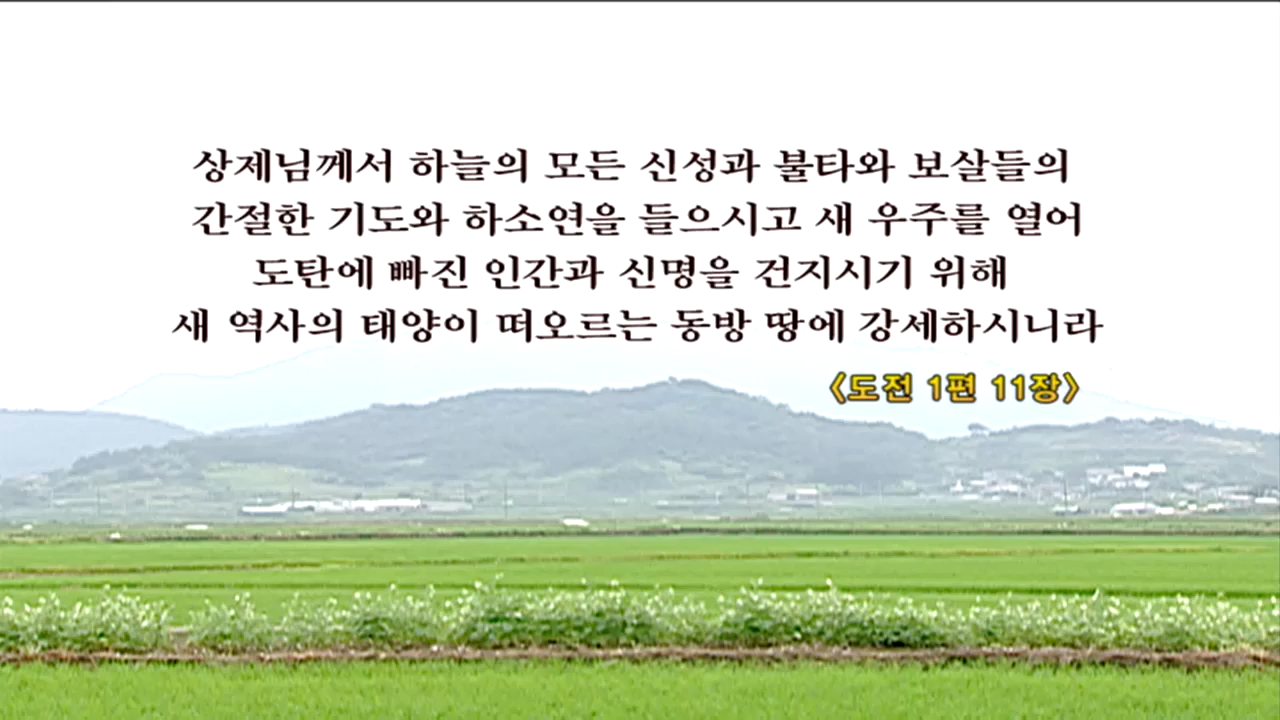 상제님께서 하늘의 모든 신성과 불타와 보살들의
간절한 기도와 하소연을 들으시고 새 우주를 열어
도탄에 빠진 인간과 신명을 건지시기 위해
새 역사의 태양이 떠오르는 동방 땅에 강세하시니라
〈도전 1편 11장〉